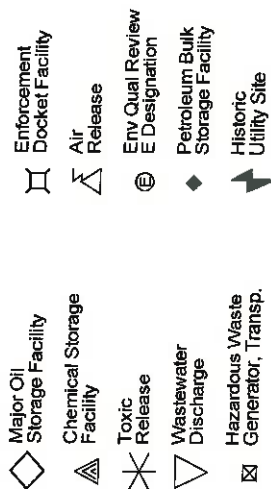 Major Oil
Storage Facility
Chemical Storage
Facility
Toxic
Release
Wastewater
Discharge
Hazardous Waste
Generator, Transp.
Enforcement
Docket Facility
Air
Release
E
Env Qual Review
E Designation
Petroleum Bulk
Storage Facility
Historic
Utility Site